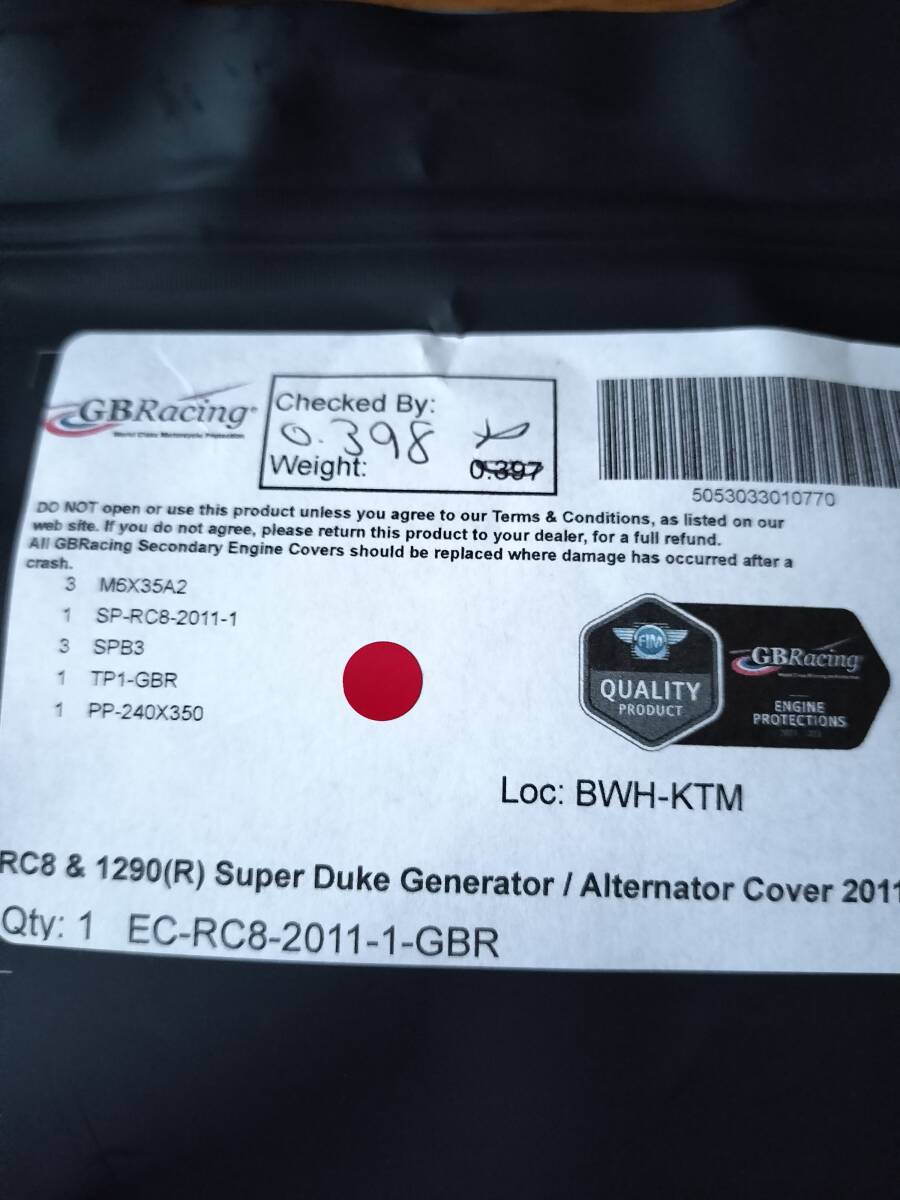 GBRacing®
World Class Motorcycle Protection
Checked By:
0.398
Weight: 0.397
5053033010770
DO NOT open or use this product unless you agree to our Terms & Conditions, as listed on our
web site. If you do not agree, please return this product to your dealer, for a full refund.
All GBRacing Secondary Engine Covers should be replaced where damage has occurred after a
crash.
3 M6X35A2
1 SP-RC8-2011-1
3 SPB3
1 TP1-GBR
1 PP-240X350
FIM
QUALITY
PRODUCT
GBRacing
ENGINE
PROTECTIONS
Loc: BWH-KTM
RC8 & 1290(R) Super Duke Generator / Alternator Cover 2011
Qty: 1 EC-RC8-2011-1-GBR